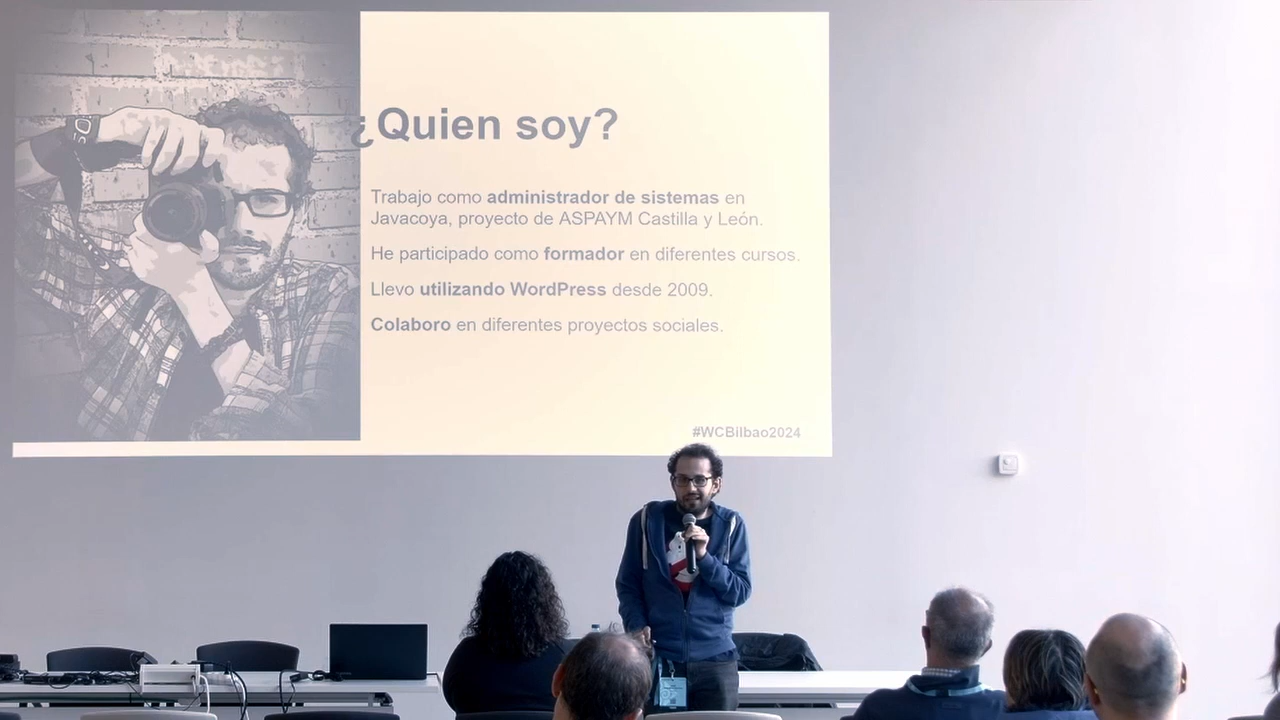 ¿Quien soy?
Trabajo como administrador de sistemas en
Javacoya, proyecto de ASPAYM Castilla y León.
He participado como formador en diferentes cursos.
Llevo utilizando WordPress desde 2009.
Colaboro en diferentes proyectos sociales.
#WCBilbao2024